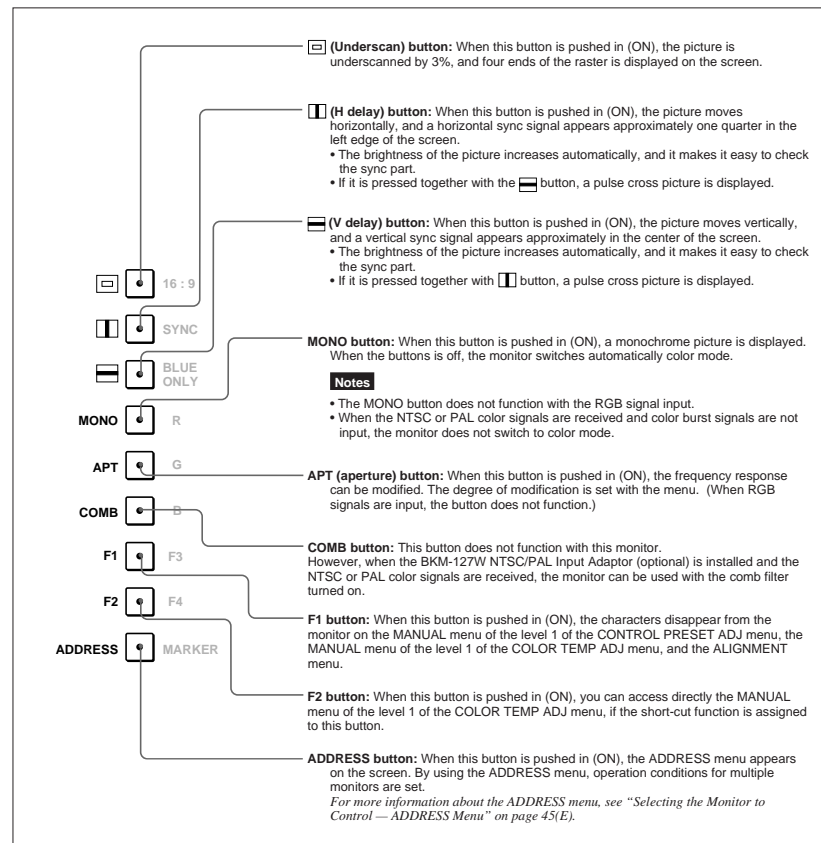 (Underscan) button: When this button is pushed in (ON), the picture is
underscanned by 3%, and four ends of the raster is displayed on the screen.
(H delay) button: When this button is pushed in (ON), the picture moves
horizontally, and a horizontal sync signal appears approximately one quarter in the
left edge of the screen.
• The brightness of the picture increases automatically, and it makes it easy to check
the sync part.
• If it is pressed together with the button, a pulse cross picture is displayed.
(V delay) button: When this button is pushed in (ON), the picture moves vertically,
and a vertical sync signal appears approximately in the center of the screen.
• The brightness of the picture increases automatically, and it makes it easy to check
the sync part.
• If it is pressed together with button, a pulse cross picture is displayed.
16 : 9
SYNC
BLUE
ONLY
MONO R
APT G
COMB B
F1 F3
F2 F4
ADDRESS MARKER
MONO button: When this button is pushed in (ON), a monochrome picture is displayed.
When the buttons is off, the monitor switches automatically color mode.
Notes
• The MONO button does not function with the RGB signal input.
• When the NTSC or PAL color signals are received and color burst signals are not
input, the monitor does not switch to color mode.
APT (aperture) button: When this button is pushed in (ON), the frequency response
can be modified. The degree of modification is set with the menu. (When RGB
signals are input, the button does not function.)
COMB button: This button does not function with this monitor.
However, when the BKM-127W NTSC/PAL Input Adaptor (optional) is installed and the
NTSC or PAL color signals are received, the monitor can be used with the comb filter
turned on.
F1 button: When this button is pushed in (ON), the characters disappear from the
monitor on the MANUAL menu of the level 1 of the CONTROL PRESET ADJ menu, the
MANUAL menu of the level 1 of the COLOR TEMP ADJ menu, and the ALIGNMENT
menu.
F2 button: When this button is pushed in (ON), you can access directly the MANUAL
menu of the level 1 of the COLOR TEMP ADJ menu, if the short-cut function is assigned
to this button.
ADDRESS button: When this button is pushed in (ON), the ADDRESS menu appears
on the screen. By using the ADDRESS menu, operation conditions for multiple
monitors are set.
For more information about the ADDRESS menu, see “Selecting the Monitor to
Control — ADDRESS Menu” on page 45(E).